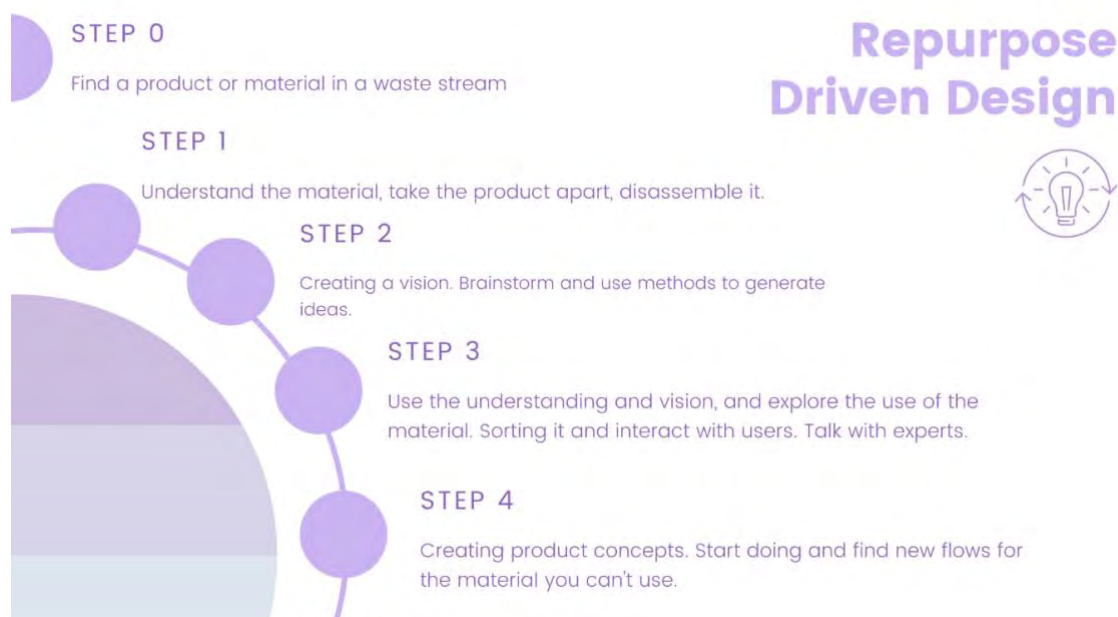 Repurpose
Driven Design
STEP 0
Find a product or material in a waste stream
STEP 1
Understand the material, take the product apart, disassemble it.
STEP 2
Creating a vision. Brainstorm and use methods to generate
ideas.
STEP 3
Use the understanding and vision, and explore the use of the
material. Sorting it and interact with users. Talk with experts.
STEP 4
Creating product concepts. Start doing and find new flows for
the material you can't use.